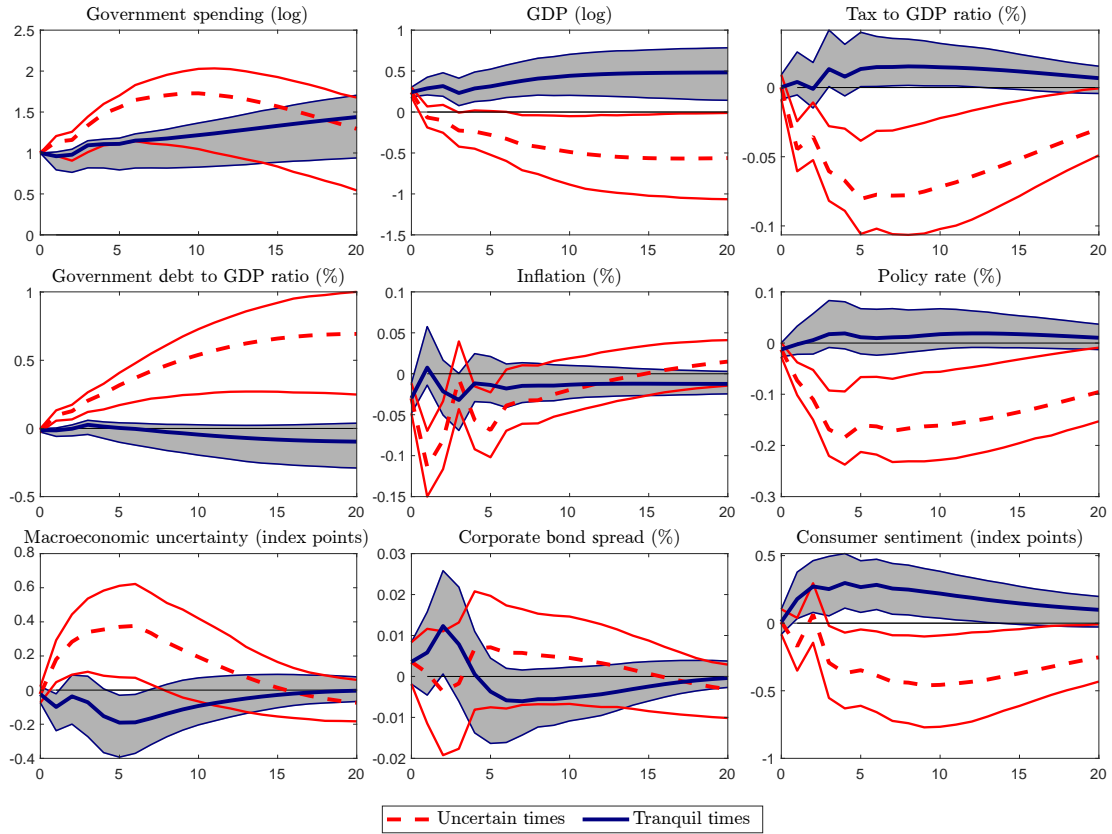 Government spending (log)
GDP (log)
Tax to GDP ratio (%)
2.5
2
1.5
1
0.5
0
0 5 10 15 20
1
0.5
0
-0.5
-1
-1.5
0 5 10 15 20
0
-0.05
-0.1
0 5 10 15 20
Government debt to GDP ratio (%)
Inflation (%)
Policy rate (%)
1
0.5
0
-0.5
0 5 10 15 20
0.1
0.05
0
-0.05
-0.1
-0.15
0 5 10 15 20
0.1
0
-0.1
-0.2
-0.3
0 5 10 15 20
Macroeconomic uncertainty (index points)
Corporate bond spread (%)
Consumer sentiment (index points)
0.8
0.6
0.4
0.2
0
-0.2
-0.4
0 5 10 15 20
0.03
0.02
0.01
0
-0.01
-0.02
0 5 10 15 20
0.5
0
-0.5
-1
0 5 10 15 20
Uncertain times
Tranquil times